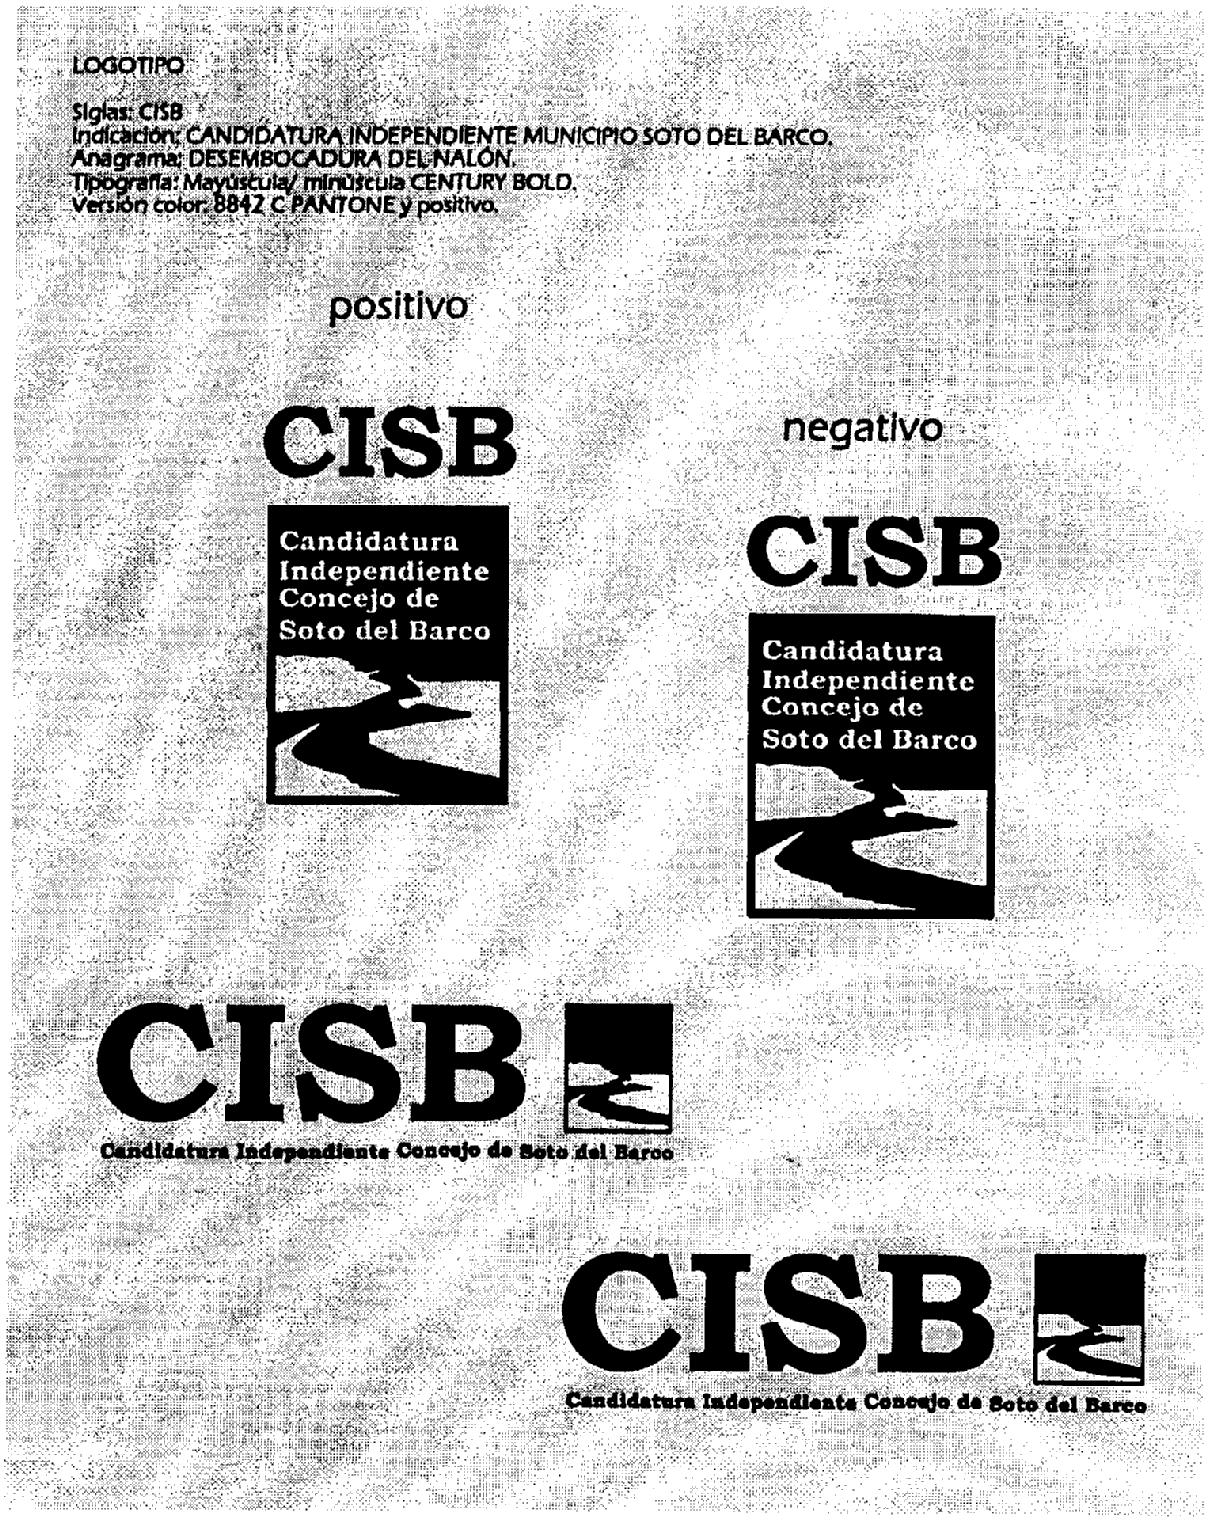 LOGOTIPO
Siglas: CISB
Indicación: CANDIDATURA INDEPENDIENTE MUNICIPIO SOTO DEL BARCO.
Anagrama: DESEMBOCADURA DEL NALÓN.
Tipografía: Mayúscula/ minúscula CENTURY BOLD.
Versión color: 8842 C PANTONE y positivo.
positivo
CISB
Candidatura
Independiente
Concejo de
Soto del Barco
negativo
CISB
Candidatura
Independiente
Concejo de
Soto del Barco
CISB
Candidatura Independiente Concejo de Soto del Barco
CISB
Candidatura Independiente Concejo de Soto del Barco